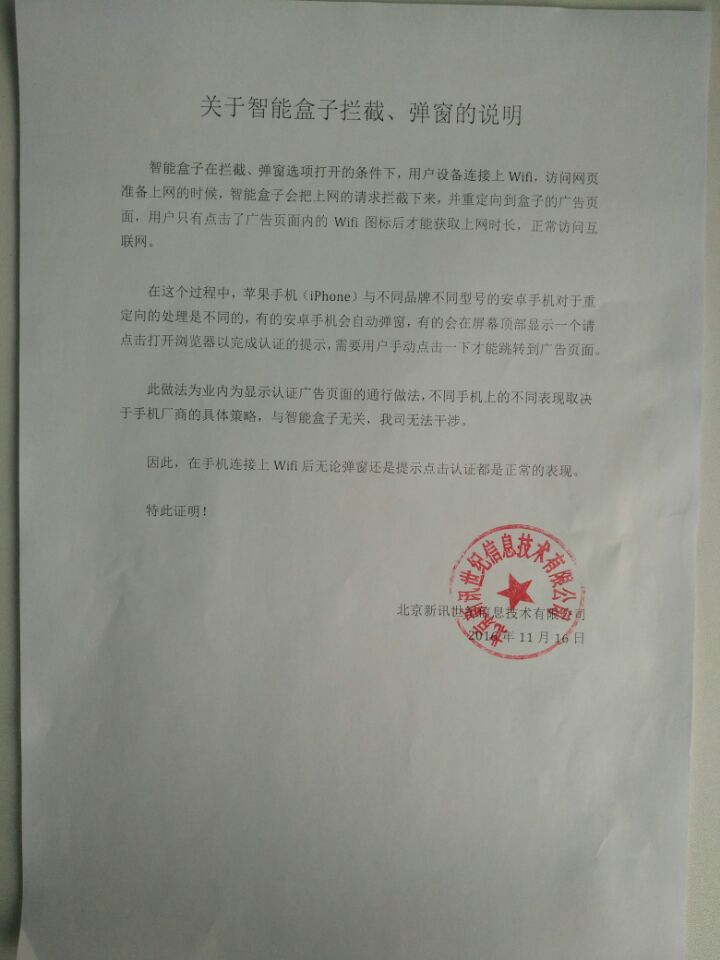 关于智能盒子拦截、弹窗的说明
智能盒子在拦截、弹窗选项打开的条件下，用户设备连接上 Wifi，访问网页
准备上网的时候，智能盒子会把上网的请求拦截下来，并重定向到盒子的广告页
面，用户只有点击了广告页面内的 Wifi 图标后才能获取上网时长，正常访问互
联网。
在这个过程中，苹果手机（iPhone）与不同品牌不同型号的安卓手机对于重
定向的处理是不同的，有的安卓手机会自动弹窗，有的会在屏幕顶部显示一个请
点击打开浏览器以完成认证的提示，需要用户手动点击一下才能跳转到广告页面。
此做法为业内为显示认证广告页面的通行做法，不同手机上的不同表现取决
于手机厂商的具体策略，与智能盒子无关，我司无法干涉。
因此，在手机连接上 Wifi 后无论弹窗还是提示点击认证都是正常的表现。
特此证明！
北京新讯世纪信息技术有限公司
北京新讯世纪信息技术有限公司
2016 年 11 月 16 日